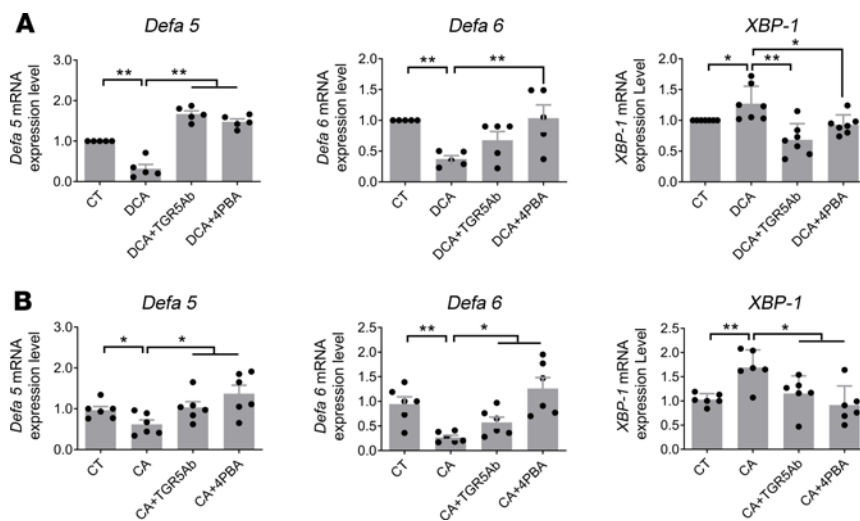 A
Defa 5
Defa 6
XBP-1
Defa 5 mRNA
expression level
3.0
2.0
1.0
0.0
**
**
CT
DCA
DCA+TGR5Ab
DCA+4PBA
Defa 6 mRNA
expression level
2.0
1.5
1.0
0.5
0.0
**
**
CT
DCA
DCA+TGR5Ab
DCA+4PBA
XBP-1 mRNA
expression Level
2.0
1.5
1.0
0.5
0.0
*
**
*
CT
DCA
DCA+TGR5Ab
DCA+4PBA
B
Defa 5
Defa 6
XBP-1
Defa 5 mRNA
expression level
3.0
2.0
1.0
0.0
*
*
CT
CA
CA+TGR5Ab
CA+4PBA
Defa 6 mRNA
expression level
2.5
2.0
1.5
1.0
0.5
0.0
**
*
CT
CA
CA+TGR5Ab
CA+4PBA
XBP-1 mRNA
expression Level
2.5
2.0
1.5
1.0
0.5
0.0
**
*
CT
CA
CA+TGR5Ab
CA+4PBA